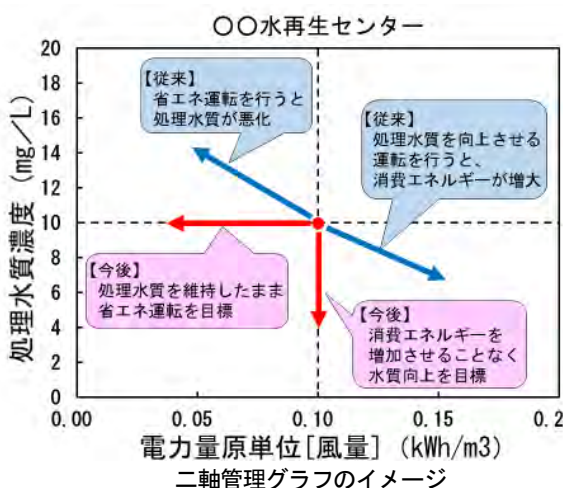 〇〇水再生センター
処理水質濃度 (mg/L)
20
18
16
14
12
10
8
6
4
2
0
【従来】
省エネ運転を行うと
処理水質が悪化
【従来】
処理水質を向上させる
運転を行うと、
消費エネルギーが増大
【今後】
処理水質を維持したまま
省エネ運転を目標
【今後】
消費エネルギーを
増加させることなく
水質向上を目標
0.00 0.05 0.10 0.15 0.2
電力量原単位[風量] (kWh/m3)
二軸管理グラフのイメージ